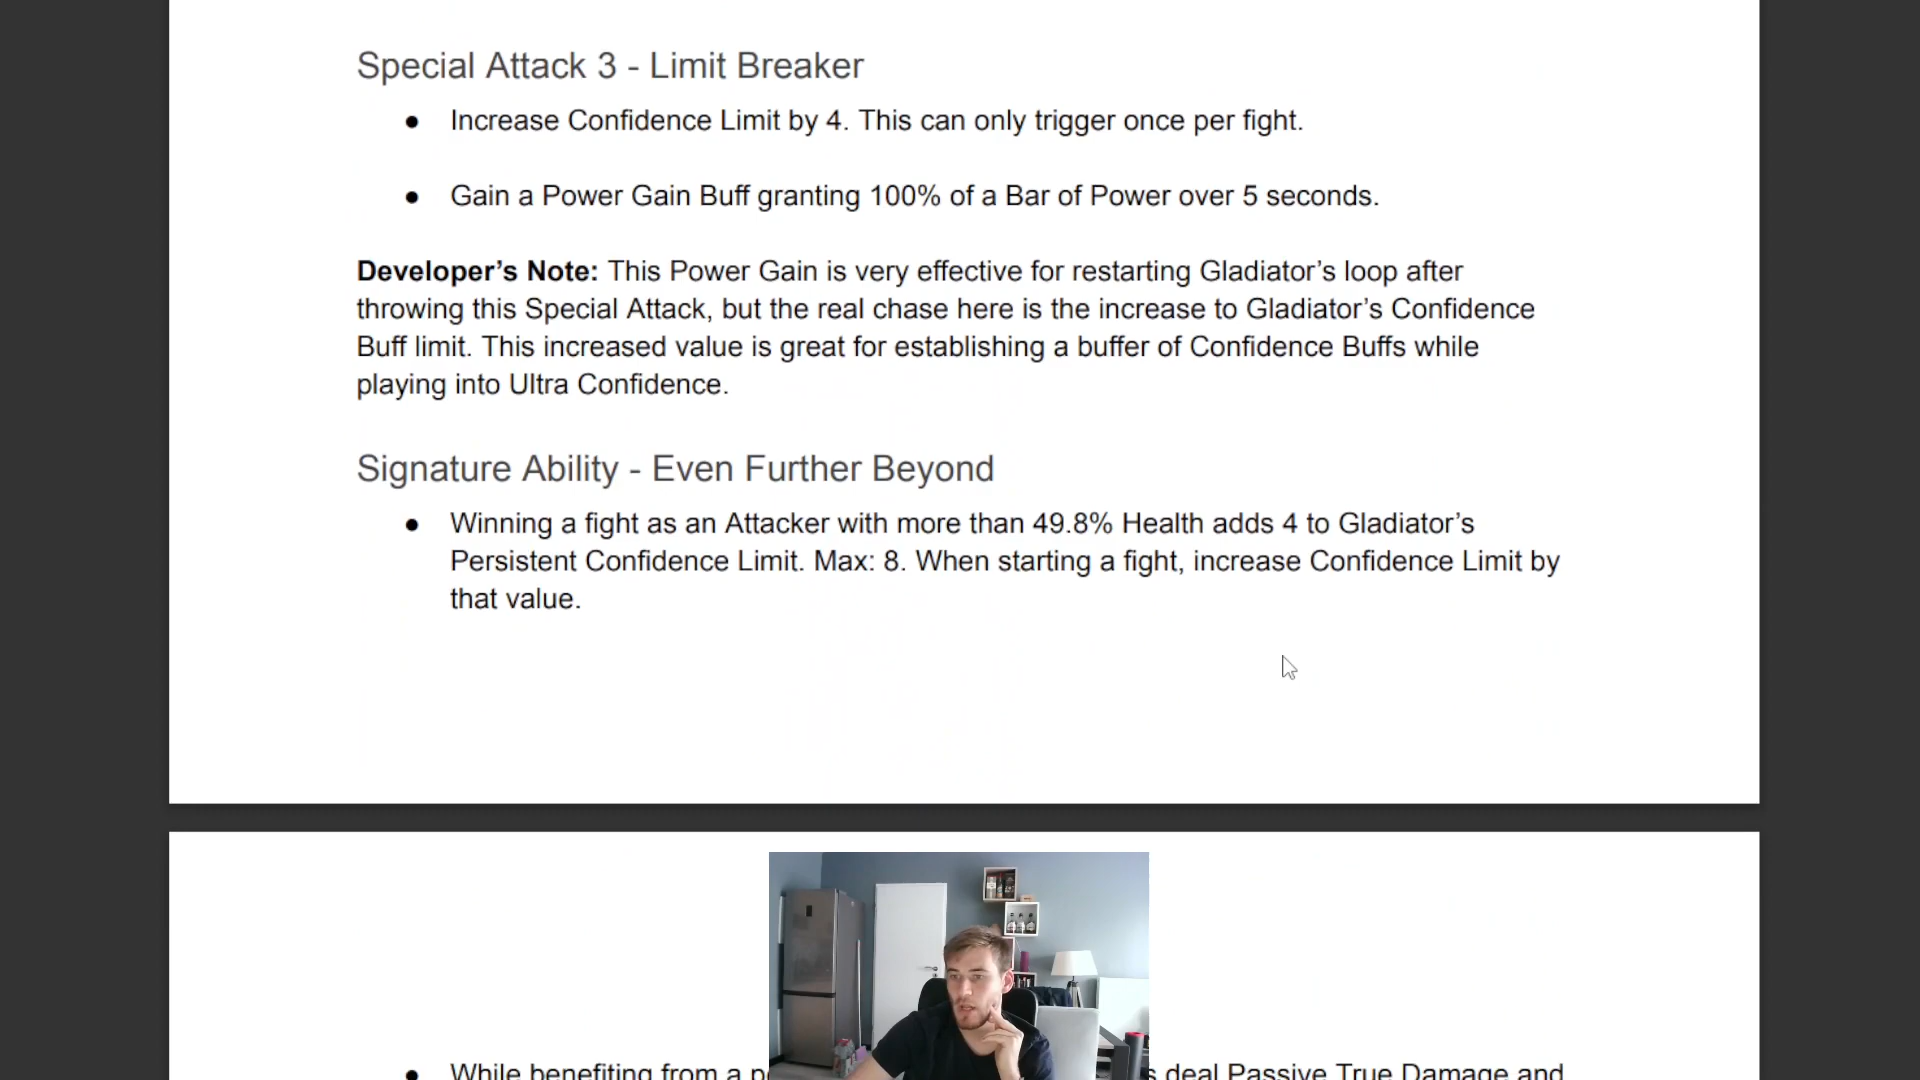 Special Attack 3 - Limit Breaker
● Increase Confidence Limit by 4. This can only trigger once per fight.
● Gain a Power Gain Buff granting 100% of a Bar of Power over 5 seconds.
Developer’s Note: This Power Gain is very effective for restarting Gladiator’s loop after
throwing this Special Attack, but the real chase here is the increase to Gladiator’s Confidence
Buff limit. This increased value is great for establishing a buffer of Confidence Buffs while
playing into Ultra Confidence.
Signature Ability - Even Further Beyond
● Winning a fight as an Attacker with more than 49.8% Health adds 4 to Gladiator’s
Persistent Confidence Limit. Max: 8. When starting a fight, increase Confidence Limit by
that value.
● While benefiting from a deal Passive True Damage and